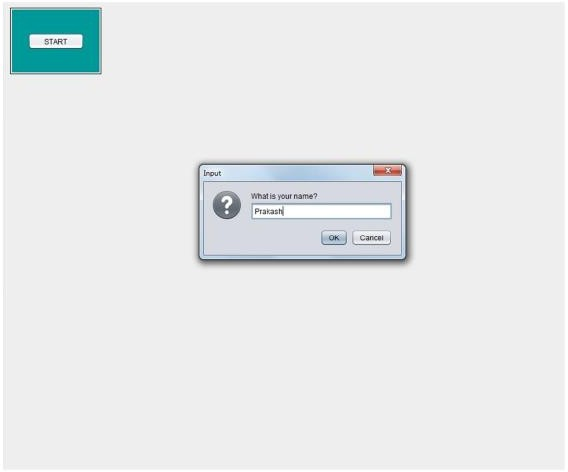 START
Input
What is your name?
Prakash
OK Cancel